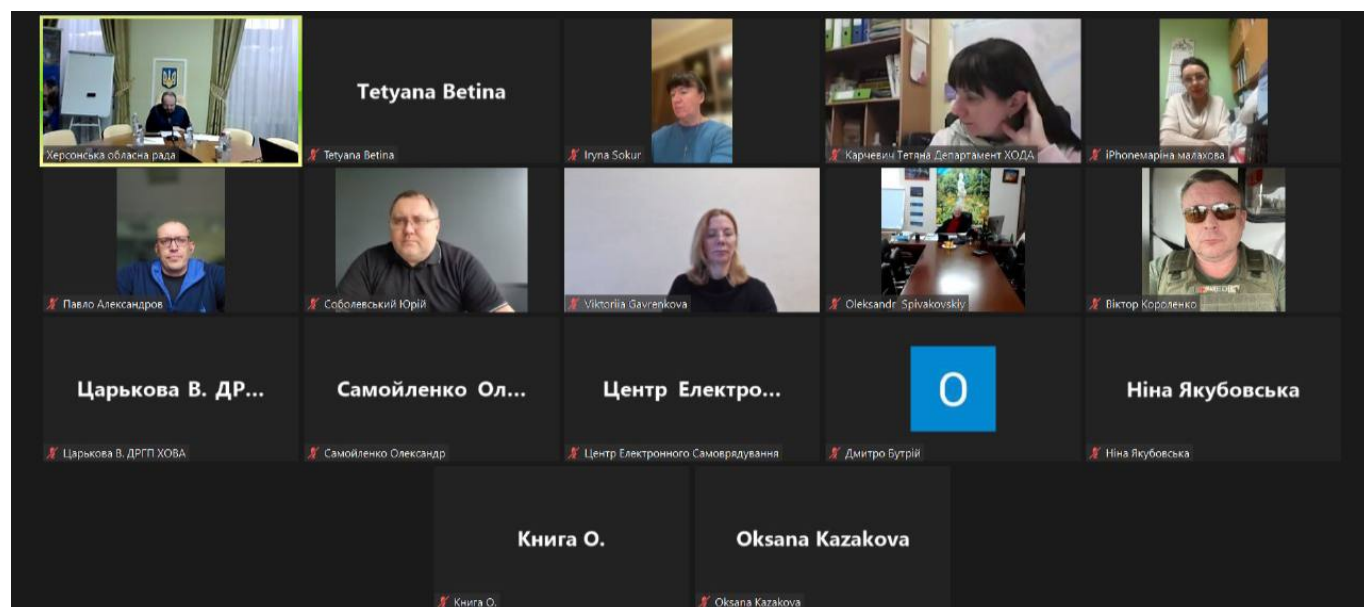 Херсонська обласна рада
Tetyana Betina
Tetyana Betina
Iryna Sokur
Карчевич Тетяна Департамент ХОДА
iPhoneмаріна малахова
Павло Александров
Соболевський Юрій
Viktoriia Gavrenkova
Oleksandr Spivakovskiy
Віктор Короленко
Царькова В. ДР...
Царькова В. ДРГП ХОВА
Самойленко Ол...
Самойленко Олександр
Центр Електро...
Центр Електронного Самоврядування
О
Дмитро Бутрій
Ніна Якубовська
Ніна Якубовська
Книга О.
Книга О.
Oksana Kazakova
Oksana Kazakova